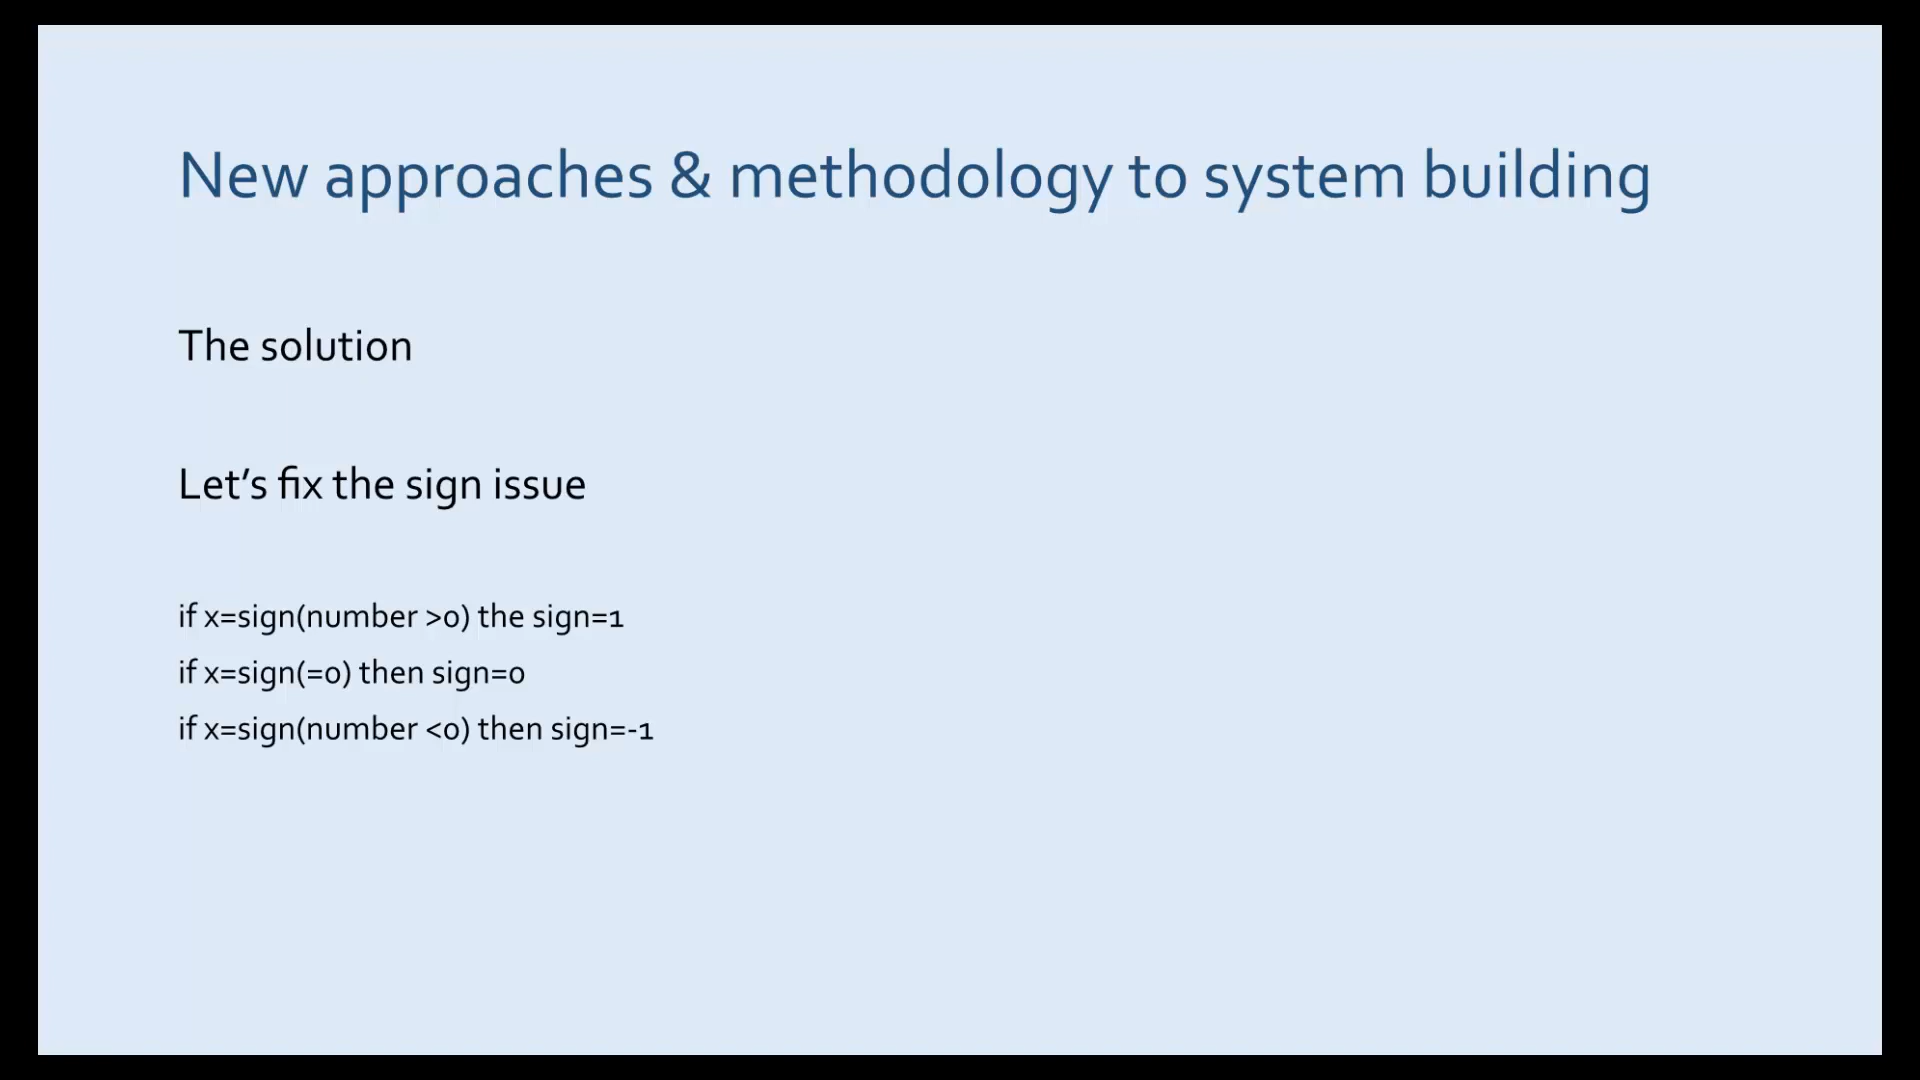 New approaches & methodology to system building
The solution
Let’s fix the sign issue
if x=sign(number >0) the sign=1
if x=sign(=0) then sign=0
if x=sign(number <0) then sign=-1